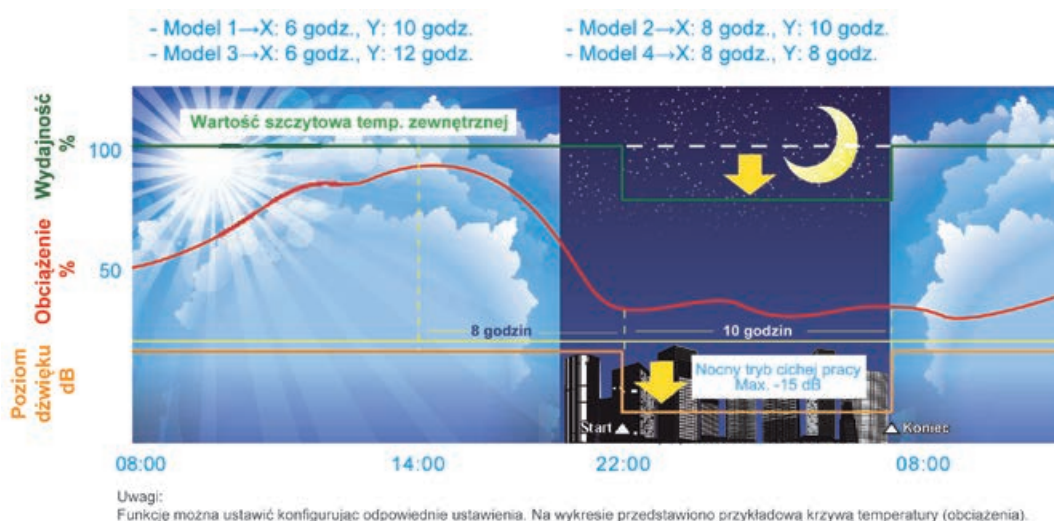 - Model 1→X: 6 godz., Y: 10 godz.
- Model 2→X: 8 godz., Y: 10 godz.
- Model 3→X: 6 godz., Y: 12 godz.
- Model 4→X: 8 godz., Y: 8 godz.
Wydajność
%
Obciążenie
%
Poziom
dźwięku
dB
100
50
Wartość szczytowa temp. zewnętrznej
8 godzin
10 godzin
Nocny tryb cichej pracy
Max. -15 dB
Start
Koniec
08:00
14:00
22:00
08:00
Uwagi:
Funkcję można ustawić konfigurując odpowiednie ustawienia. Na wykresie przedstawiono przykładowa krzywa temperatury (obciążenia).